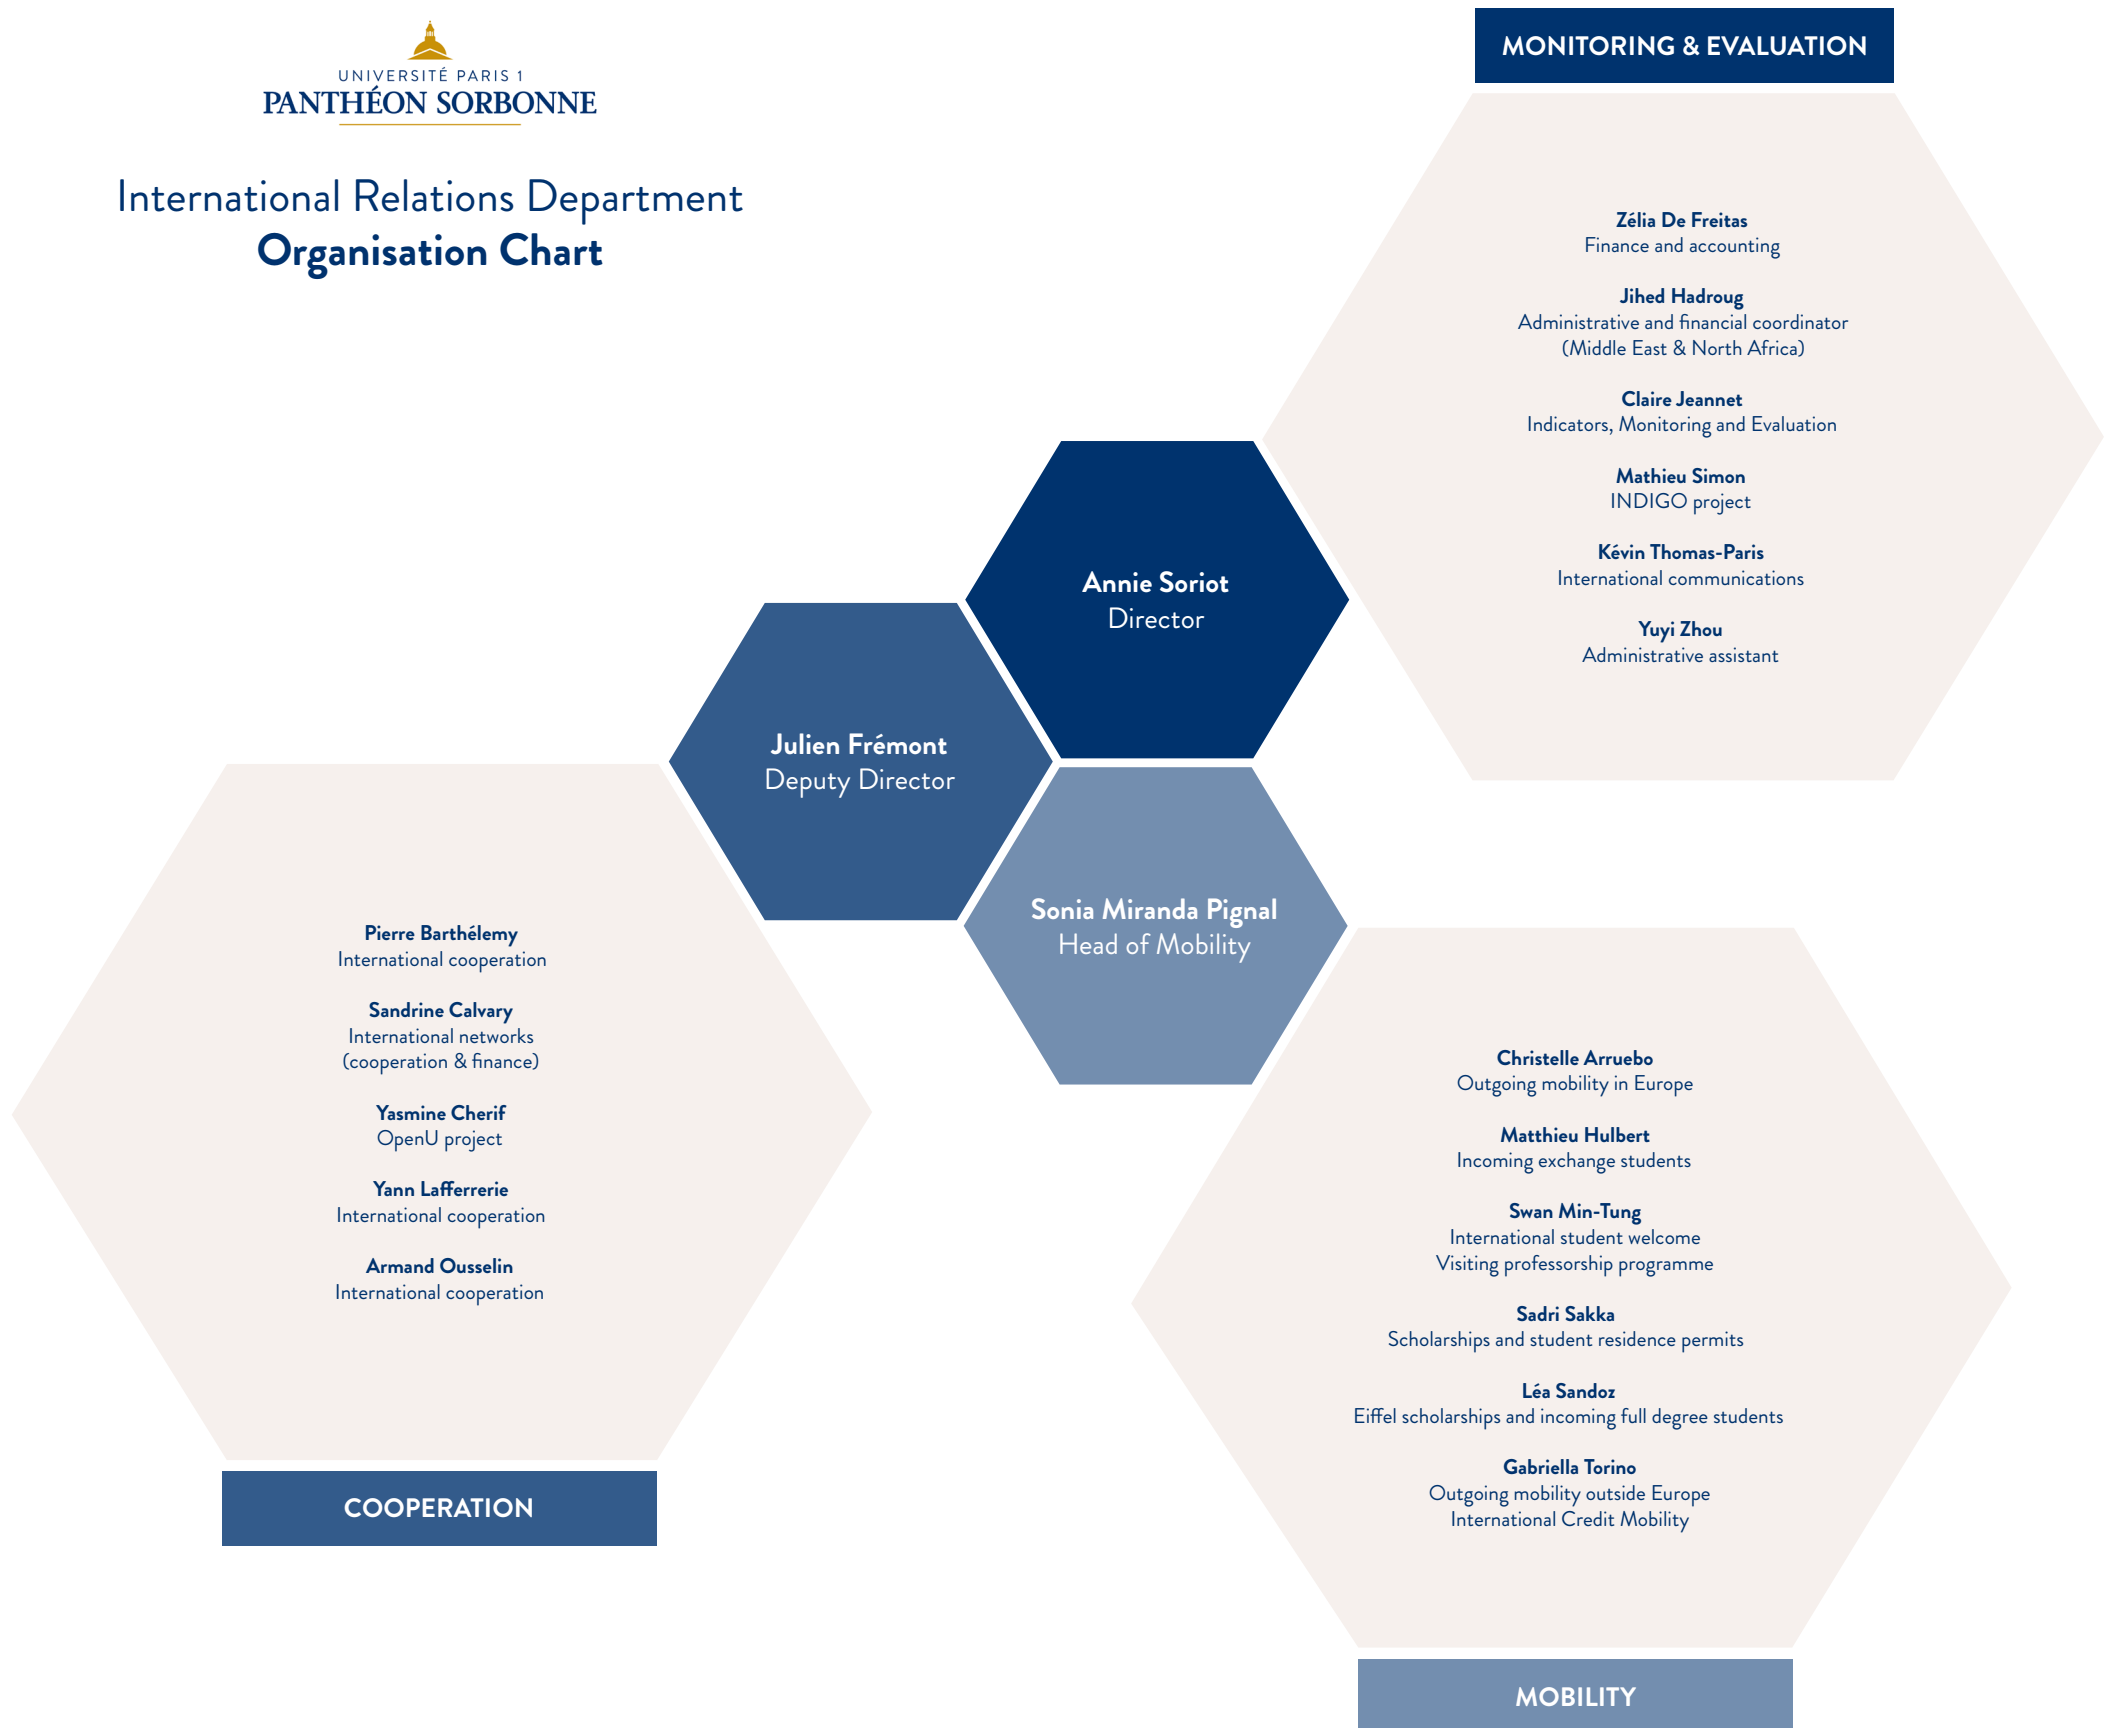 UNIVERSITÉ PARIS 1
PANTHÉON SORBONNE
International Relations Department
Organisation Chart
MONITORING & EVALUATION
Zélia De Freitas
Finance and accounting
Jihed Hadroug
Administrative and financial coordinator
(Middle East & North Africa)
Claire Jeannet
Indicators, Monitoring and Evaluation
Mathieu Simon
INDIGO project
Kévin Thomas-Paris
International communications
Yuyi Zhou
Administrative assistant
Annie Soriot
Director
Julien Frémont
Deputy Director
Sonia Miranda Pignal
Head of Mobility
Pierre Barthélemy
International cooperation
Sandrine Calvary
International networks
(cooperation & finance)
Yasmine Cherif
OpenU project
Yann Lafferrerie
International cooperation
Armand Ousselin
International cooperation
COOPERATION
Christelle Arruebo
Outgoing mobility in Europe
Matthieu Hulbert
Incoming exchange students
Swan Min-Tung
International student welcome
Visiting professorship programme
Sadri Sakka
Scholarships and student residence permits
Léa Sandoz
Eiffel scholarships and incoming full degree students
Gabriella Torino
Outgoing mobility outside Europe
International Credit Mobility
MOBILITY